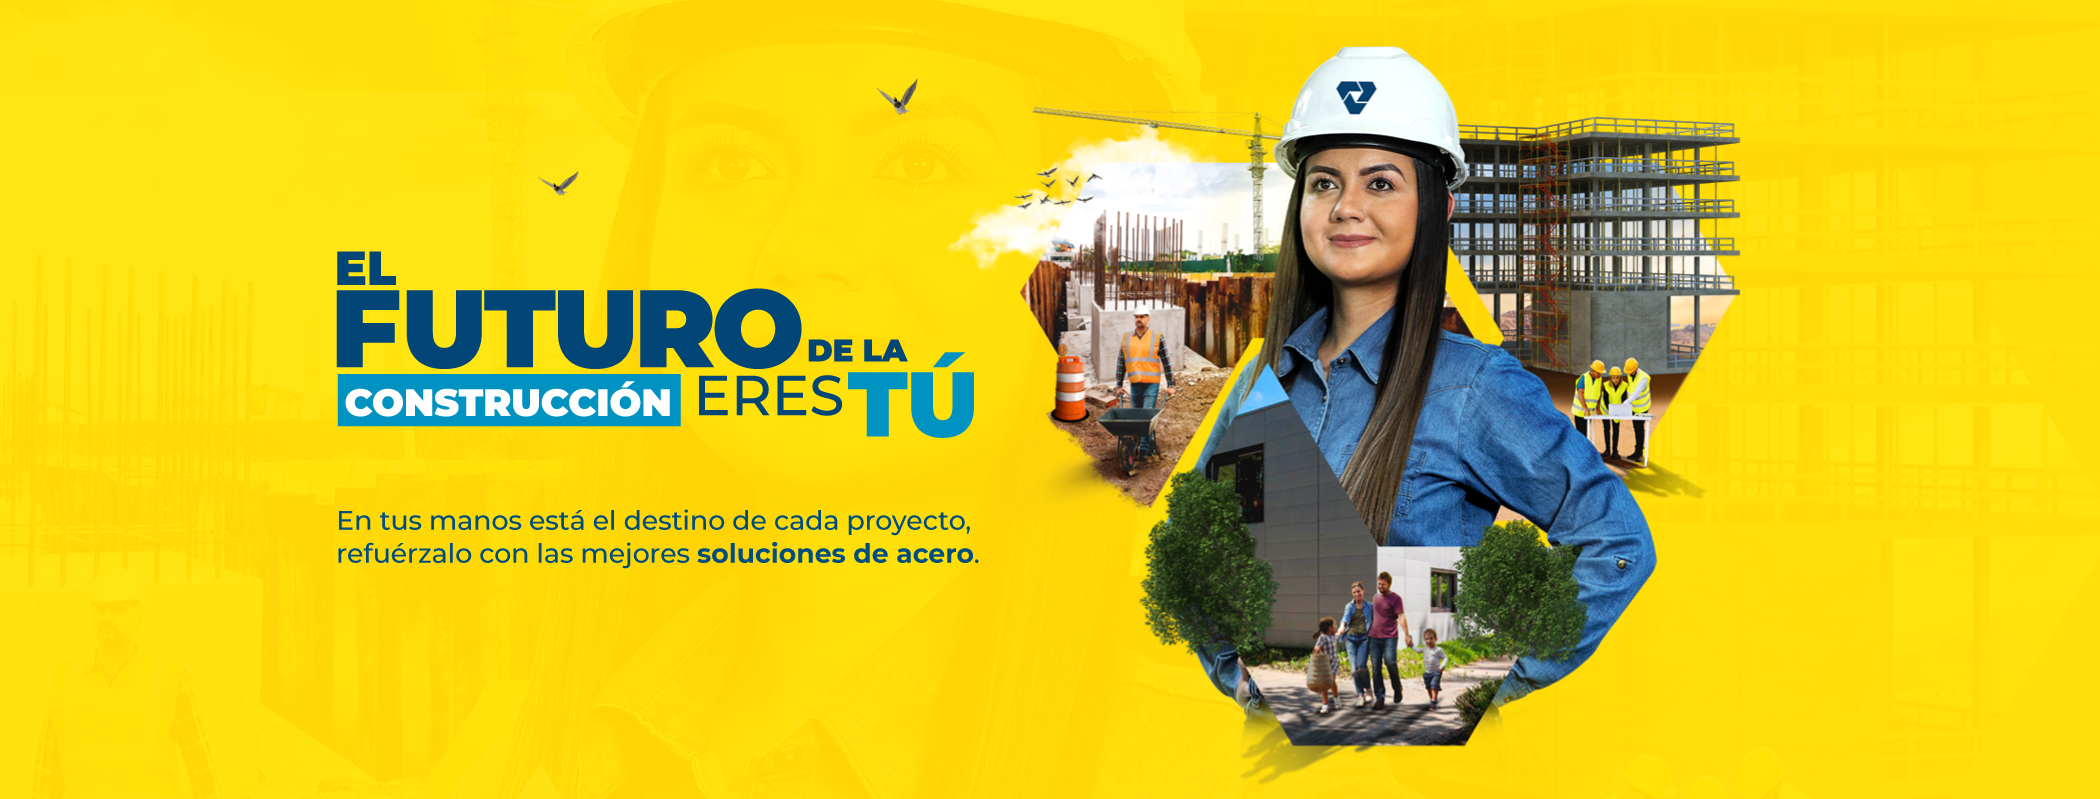 EL
FUTURO DE LA
CONSTRUCCIÓN ERES TÚ
En tus manos está el destino de cada proyecto,
refuérzalo con las mejores soluciones de acero.